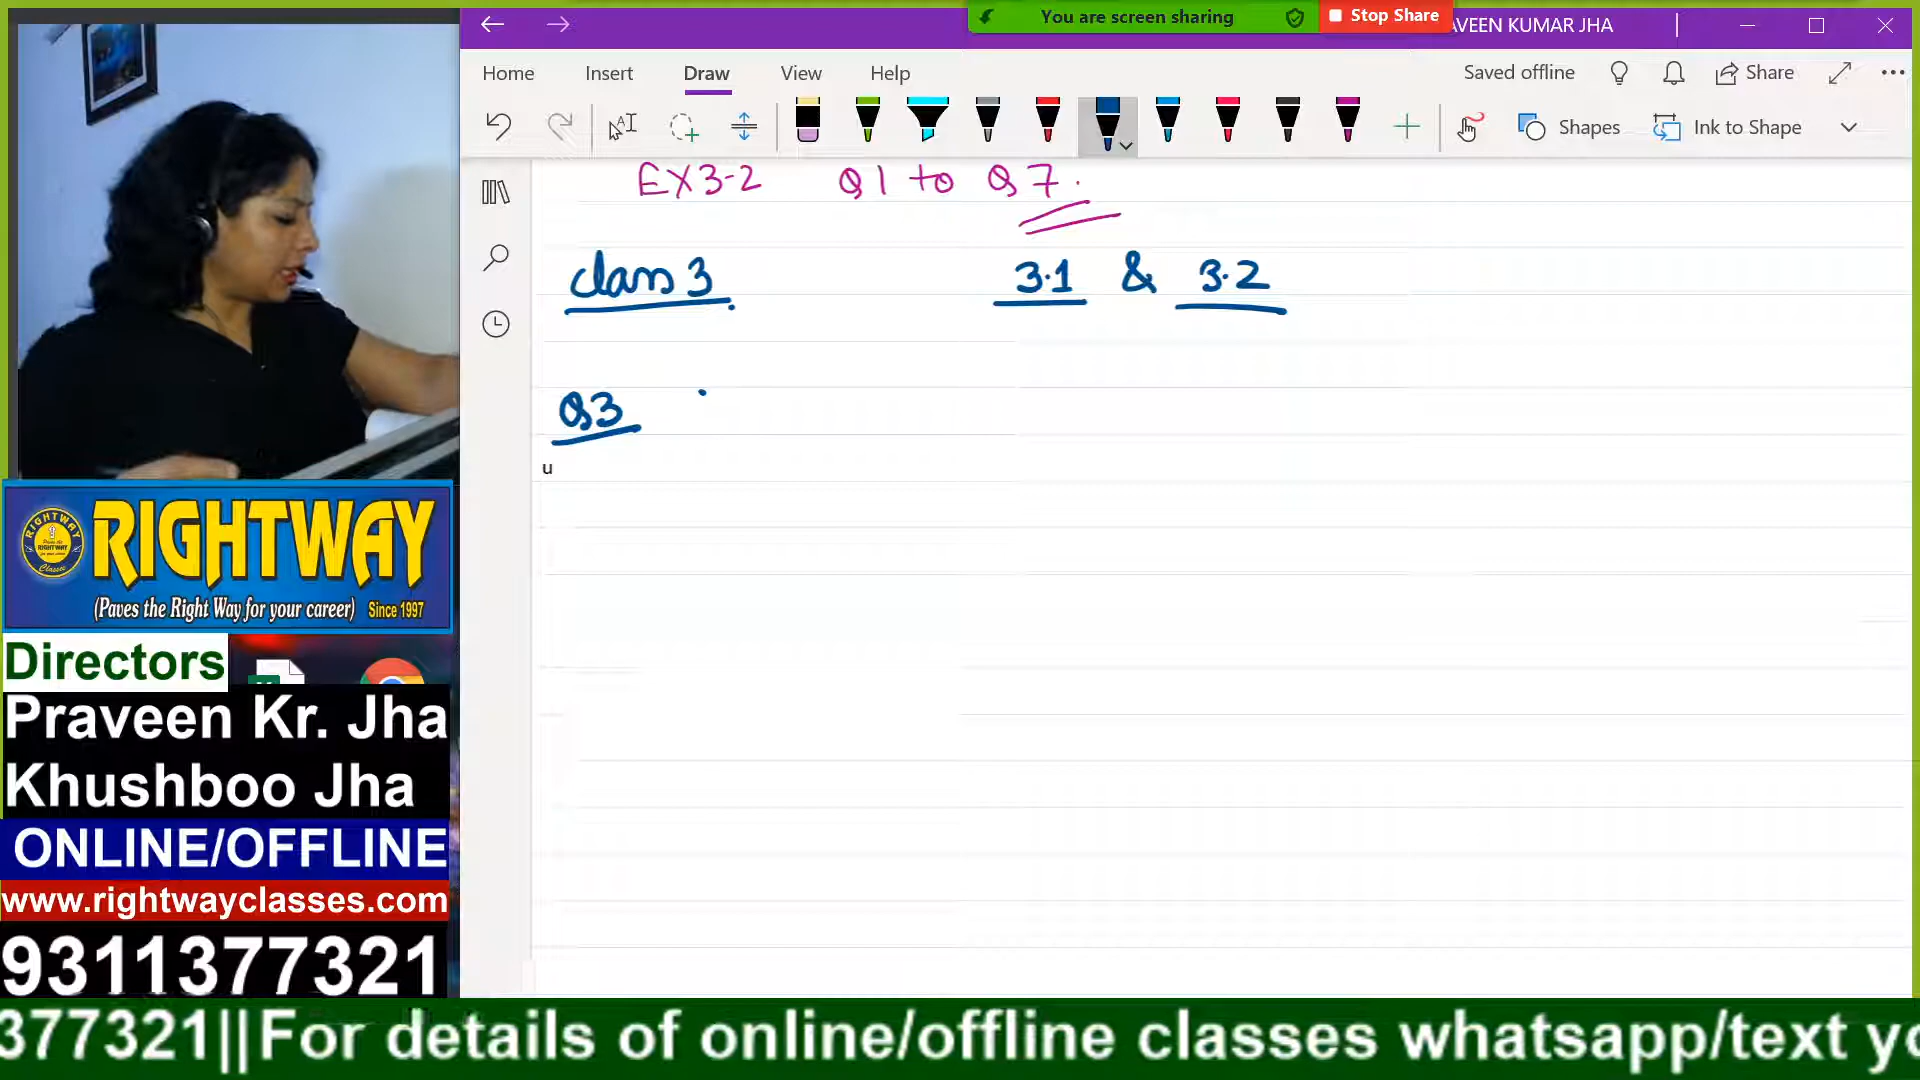 You are screen sharing
Stop Share
AVEEN KUMAR JHA
Home Insert Draw View Help
Saved offline
Share
Shapes
Ink to Shape
EX3-2 Q1 to Q7.
class 3 3.1 & 3.2
Q3
u
RIGHTWAY
(Paves the Right Way for your career) Since 1997
Directors
Praveen Kr. Jha
Khushboo Jha
ONLINE/OFFLINE
www.rightwayclasses.com
9311377321
377321||For details of online/offline classes whatsapp/text yo